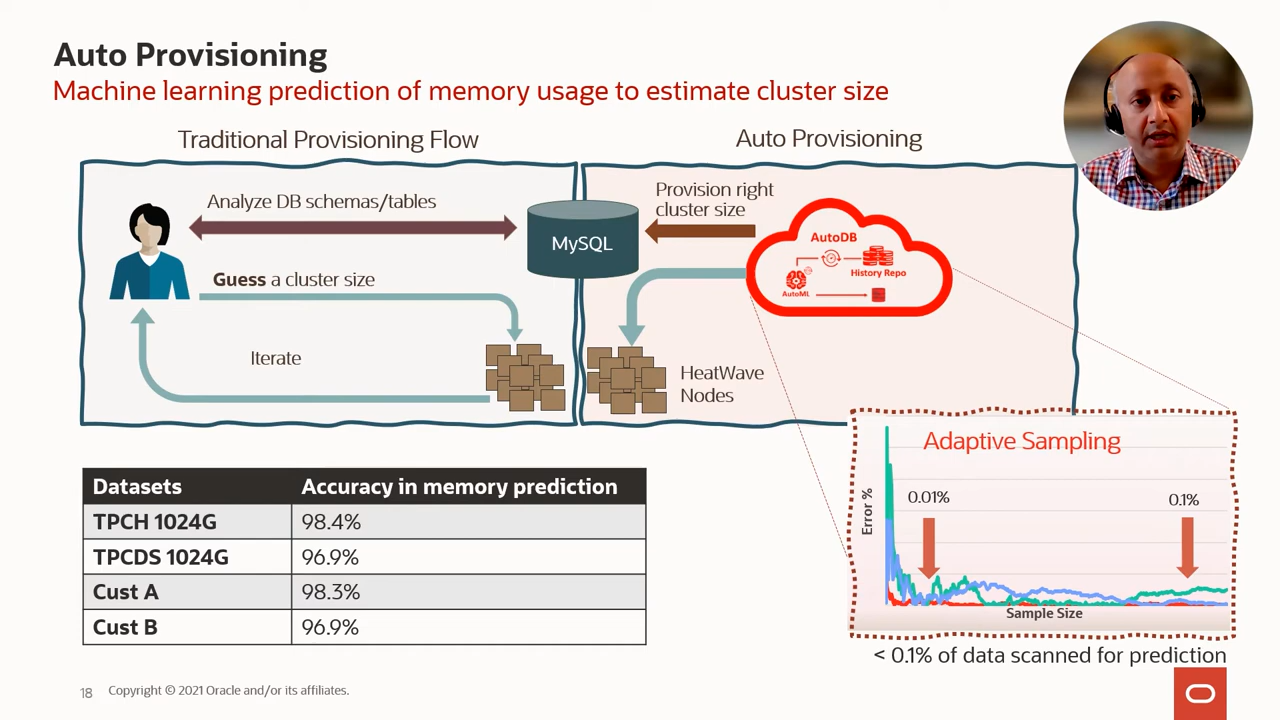 Auto Provisioning
Machine learning prediction of memory usage to estimate cluster size
Traditional Provisioning Flow
Auto Provisioning
Analyze DB schemas/tables
Guess a cluster size
Iterate
MySQL
Provision right
cluster size
AutoDB
History Repo
AutoML
HeatWave
Nodes
Adaptive Sampling
Error %
0.01%
0.1%
Sample Size
< 0.1% of data scanned for prediction
Datasets Accuracy in memory prediction
TPCH 1024G 98.4%
TPCDS 1024G 96.9%
Cust A 98.3%
Cust B 96.9%
18 Copyright © 2021 Oracle and/or its affiliates.